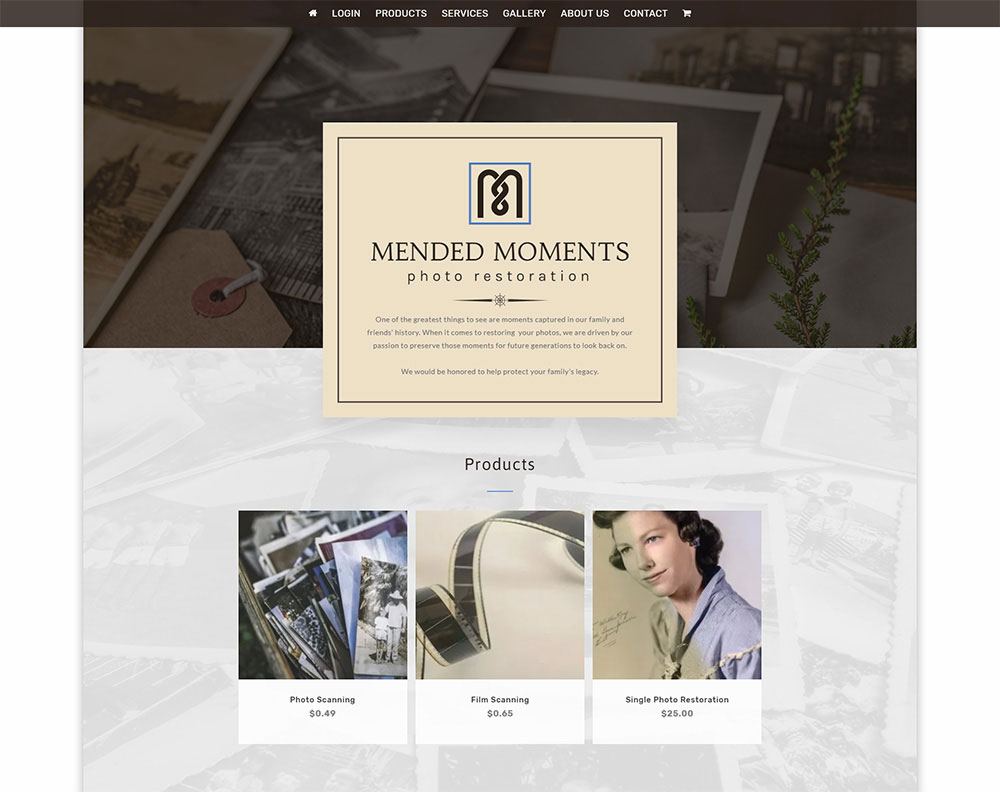 LOGIN PRODUCTS SERVICES GALLERY ABOUT US CONTACT
MENDED MOMENTS
photo restoration
One of the greatest things to see are moments captured in our family and
friends' history. When it comes to restoring your photos, we are driven by our
passion to preserve those moments for future generations to look back on.
We would be honored to help protect your family's legacy.
Products
Photo Scanning
$0.49
Film Scanning
$0.65
Single Photo Restoration
$25.00